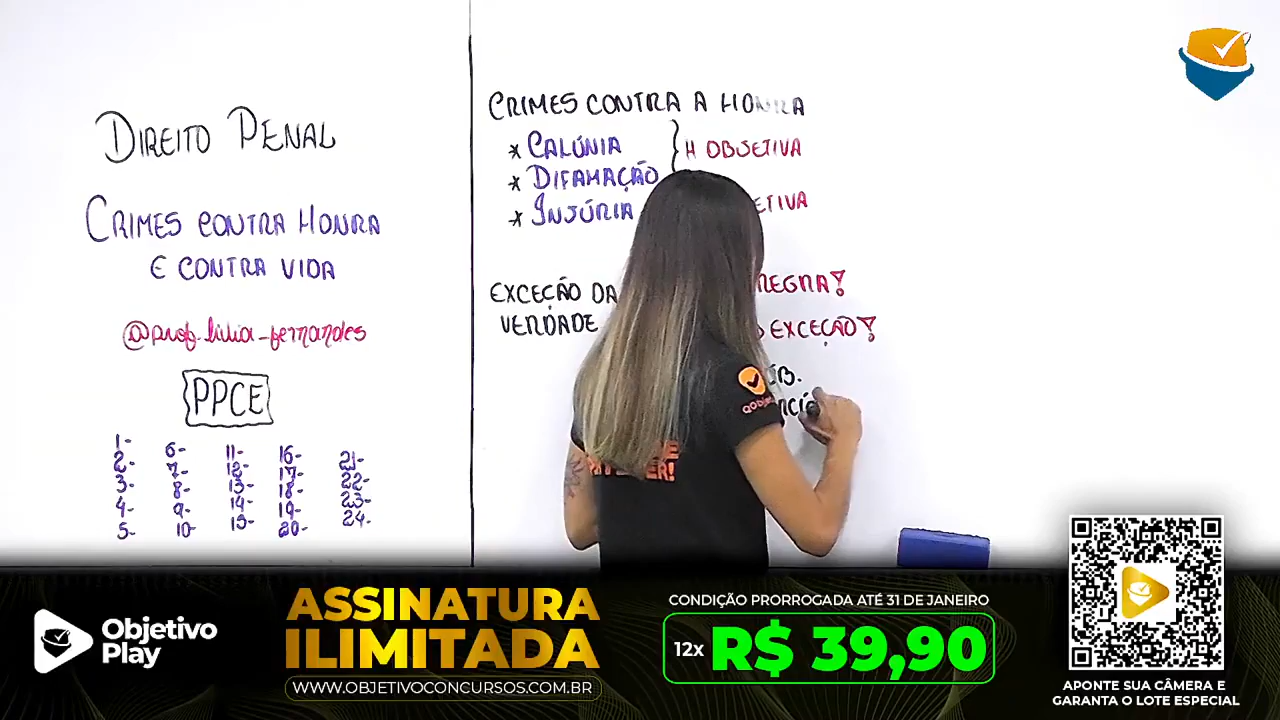 DIREITO PENAL
CRIMES CONTRA HONRA
E CONTRA VIDA
@prof_lilia_fernandes
PPCE
1- 6- 11- 16- 21-
2- 7- 12- 17- 22-
3- 8- 13- 18- 23-
4- 9- 14- 19- 24-
5- 10- 15- 20-
CRIMES CONTRA A HONRA
* CALÚNIA
* DIFAMAÇÃO
* INJÚRIA
H OBJETIVA
EXCEÇÃO DA
VERDADE
REGRA!
EXCEÇÃO!
Objetivo
Play
ASSINATURA
ILIMITADA
WWW.OBJETIVOCONCURSOS.COM.BR
CONDIÇÃO PRORROGADA ATÉ 31 DE JANEIRO
12x R$ 39,90
APONTE SUA CÂMERA E
GARANTA O LOTE ESPECIAL